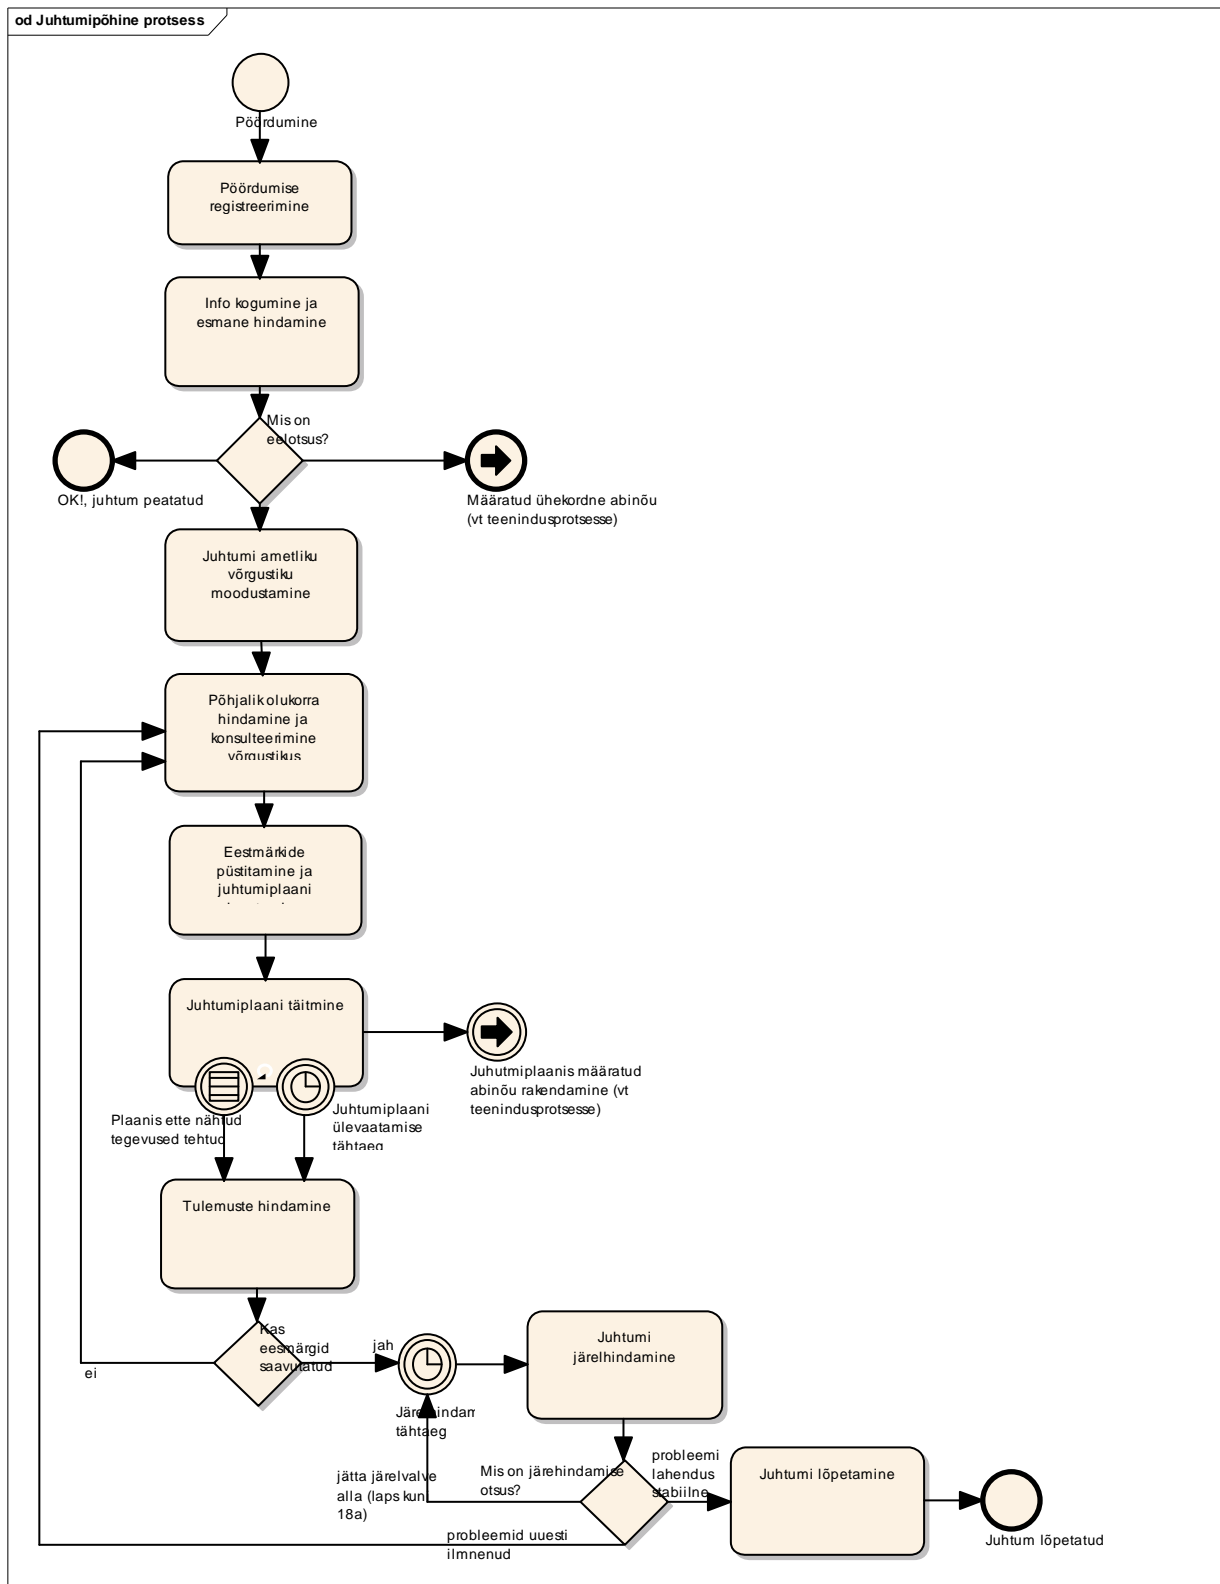 od Juhtumipõhine protsess
Pöördumine
Pöördumise
registreerimine
Info kogumine ja
esmane hindamine
Mis on
eelotsus?
OK!, juhtum peatatud
Määratud ühekordne abinõu
(vt teenindusprotsesse)
Juhtumi ametliku
võrgustiku
moodustamine
Põhjalik olukorra
hindamine ja
konsulteerimine
võrgustikus
Eestmärkide
püstitamine ja
juhtumiplaani
Juhtumiplaani täitmine
Juhutmiplaanis määratud
abinõu rakendamine (vt
teenindusprotsesse)
Plaanis ette nähtud
tegevused tehtud
Juhtumiplaani
ülevaatamise
tähtaeg
Tulemuste hindamine
Kas
eesmärgid
saavutatud
jah
ei
tähtaeg
Juhtumi
järelhindamine
Mis on järehindamise
otsus?
probleemi
lahendus
stabiilne
jätta järelvalve
alla (laps kuni
18a)
probleemid uuesti
ilmnenud
Juhtumi lõpetamine
Juhtum lõpetatud